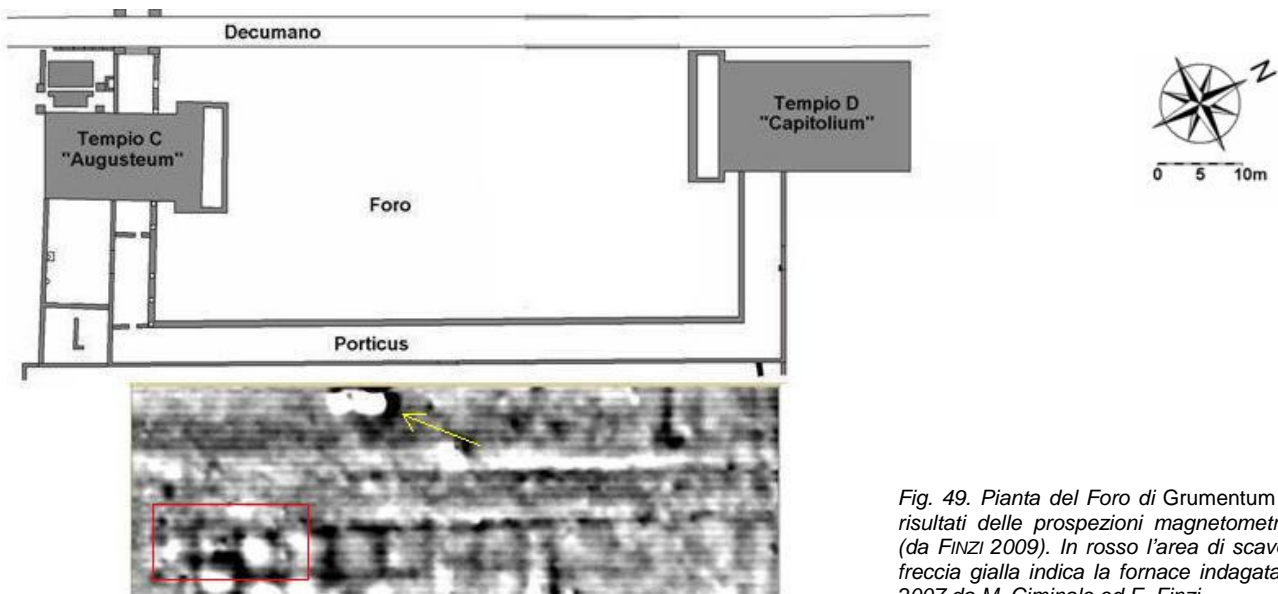 Decumano
Tempio C
"Augusteum"
Tempio D
"Capitolium"
N
0 5 10m
Foro
Porticus
Fig. 49. Pianta del Foro di Grumentum
risultati delle prospezioni magnetometr
(da FINZI 2009). In rosso l'area di scavo
freccia gialla indica la fornace indagata
2007 da M. Ciminale ed E. Finzi